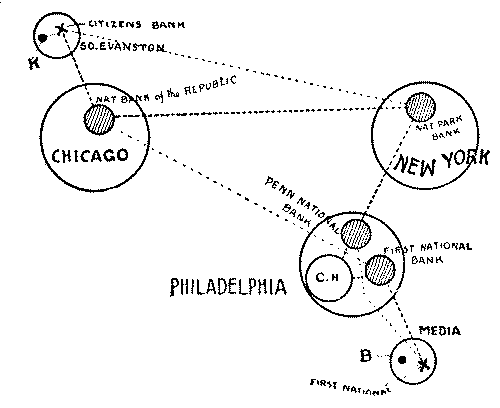 CITIZENS BANK
SO. EVANSTON
K
NAT BANK of the REPUBLIC
CHICAGO
NAT PARK
BANK
NEW YORK
PENN NATIONAL
BANK
FIRST NATIONAL
BANK
C.H
PHILADELPHIA
MEDIA
B
FIRST NATIONAL